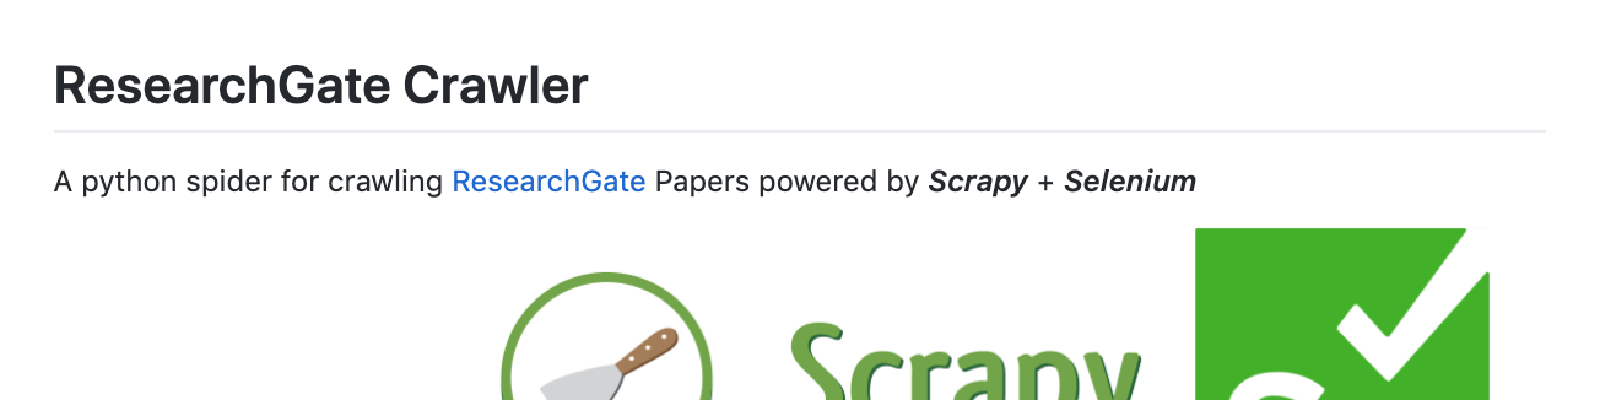 ResearchGate Crawler
A python spider for crawling ResearchGate Papers powered by Scrapy + Selenium
Scrapy